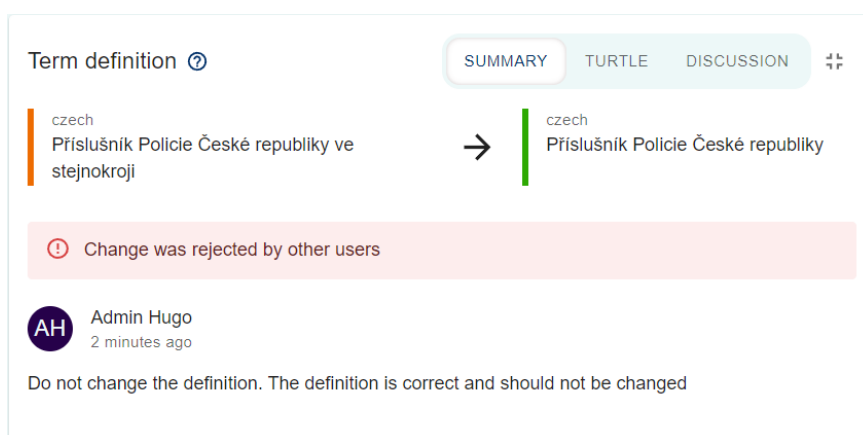 Term definition
SUMMARY
TURTLE
DISCUSSION
czech
Příslušník Policie České republiky ve
stejnokroji
czech
Příslušník Policie České republiky
Change was rejected by other users
AH
Admin Hugo
2 minutes ago
Do not change the definition. The definition is correct and should not be changed